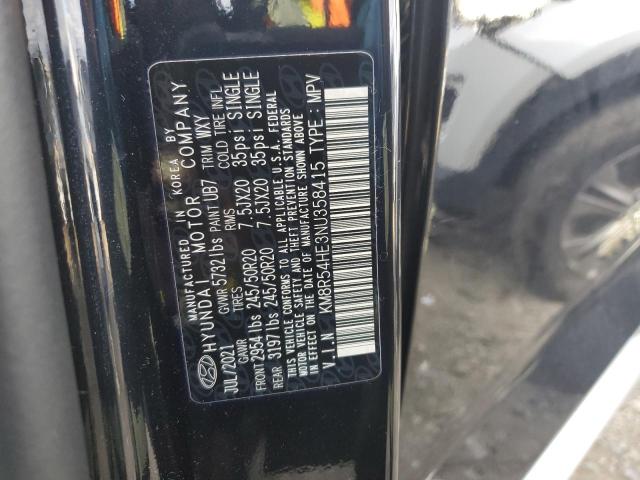 MANUFACTURED IN KOREA BY
HYUNDAI MOTOR COMPANY
JUL/2021 GVWR 5732lbs PAINT UB7 TRIM MXY
GAWR TIRES RIMS COLD TIRE INFL
FRONT 2954lbs 245/50R20 7.5JX20 35psi SINGLE
REAR 3197lbs 245/50R20 7.5JX20 35psi SINGLE
THIS VEHICLE CONFORMS TO ALL APPLICABLE U.S.A. FEDERAL
MOTOR VEHICLE SAFETY AND BUMPER STANDARDS
IN EFFECT ON THE DATE OF MANUFACTURE SHOWN ABOVE
V.I.N KM8R54HE3NU358415 TYPE: MPV